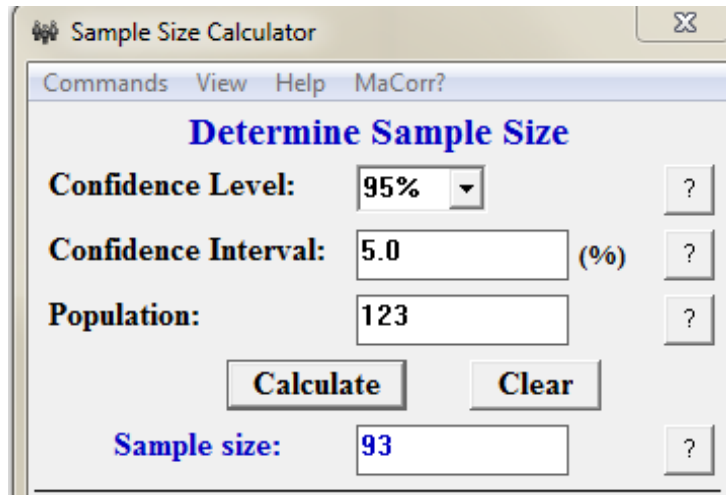 Sample Size Calculator
Commands View Help MaCorr?
Determine Sample Size
Confidence Level: 95% ?
Confidence Interval: 5.0 (%) ?
Population: 123 ?
Calculate Clear
Sample size: 93 ?